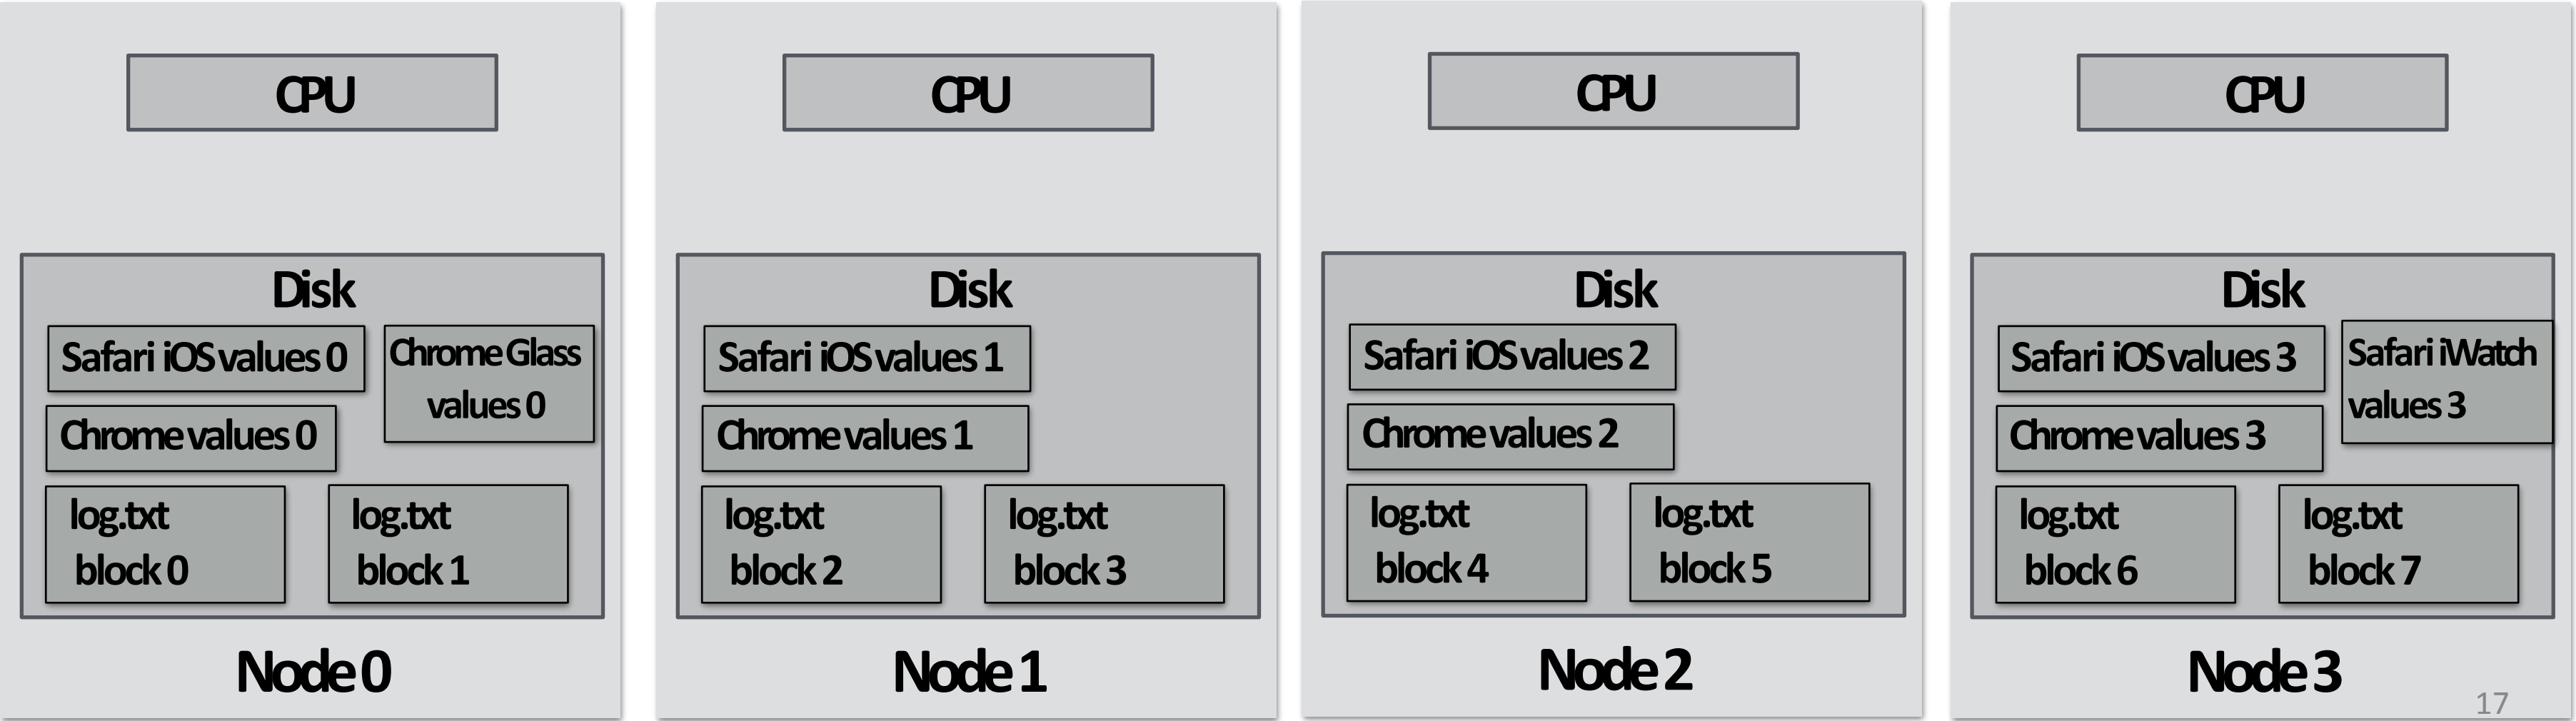 CPU
Disk
Safari iOS values 0
Chrome Glass
values 0
Chrome values 0
log.txt
block 0
log.txt
block 1
Node 0
CPU
Disk
Safari iOS values 1
Chrome values 1
log.txt
block 2
log.txt
block 3
Node 1
CPU
Disk
Safari iOS values 2
Chrome values 2
log.txt
block 4
log.txt
block 5
Node 2
CPU
Disk
Safari iOS values 3
Safari iWatch
values 3
Chrome values 3
log.txt
block 6
log.txt
block 7
Node 3
17